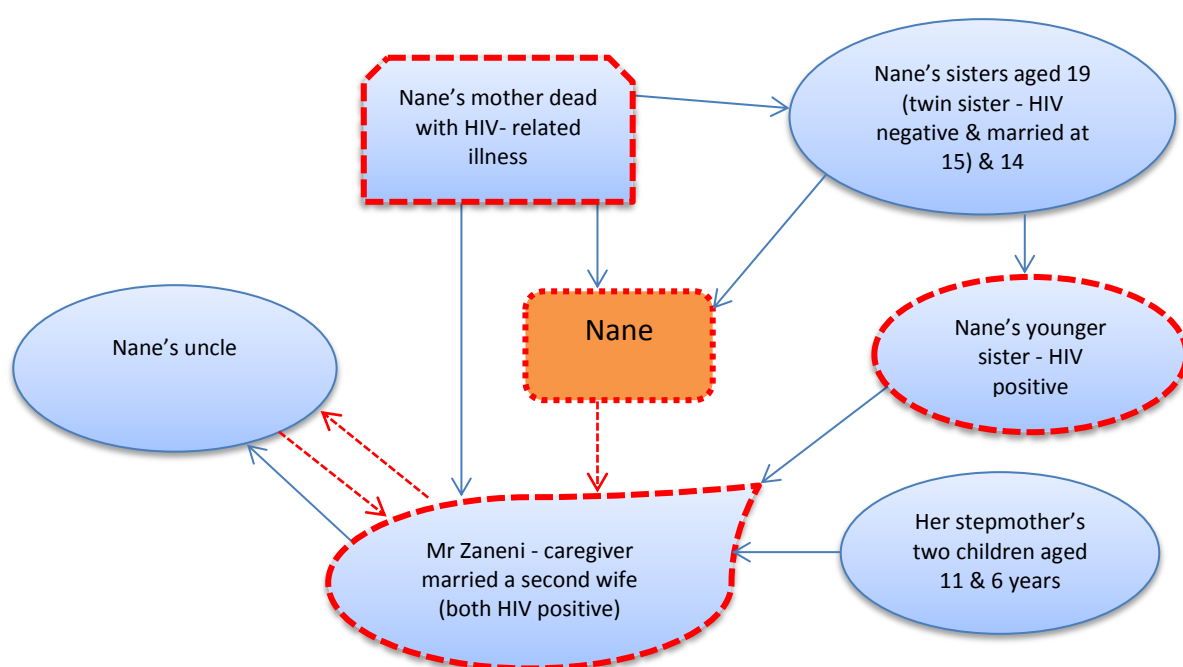 Nane’s mother dead
with HIV- related
illness
Nane’s sisters aged 19
(twin sister - HIV
negative & married at
15) & 14
Nane
Nane’s uncle
Nane’s younger
sister - HIV
positive
Mr Zaneni - caregiver
married a second wife
(both HIV positive)
Her stepmother’s
two children aged
11 & 6 years